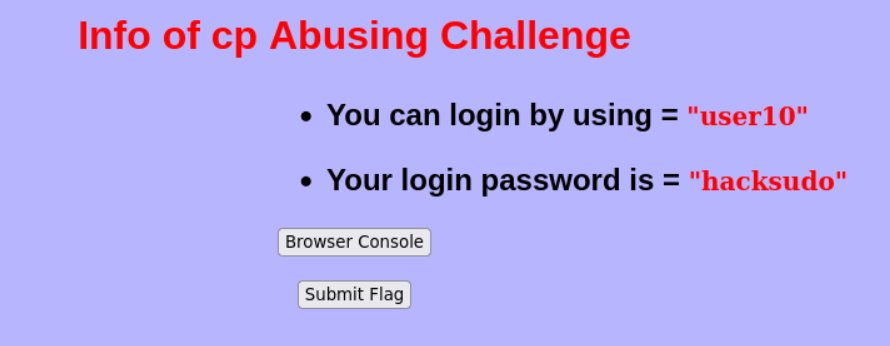 Info of cp Abusing Challenge
• You can login by using = "user10"
• Your login password is = "hacksudo"
Browser Console
Submit Flag